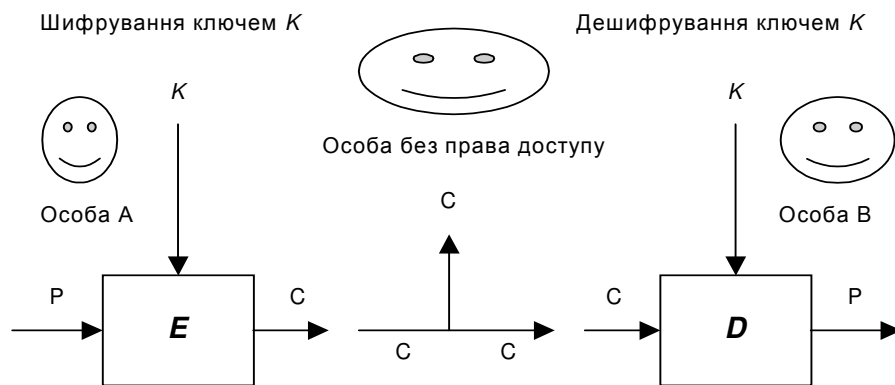 Шифрування ключем K
Дешифрування ключем K
K
K
Особа без права доступу
Особа А
Особа В
С
Р
С
С
Р
E
D
С
С